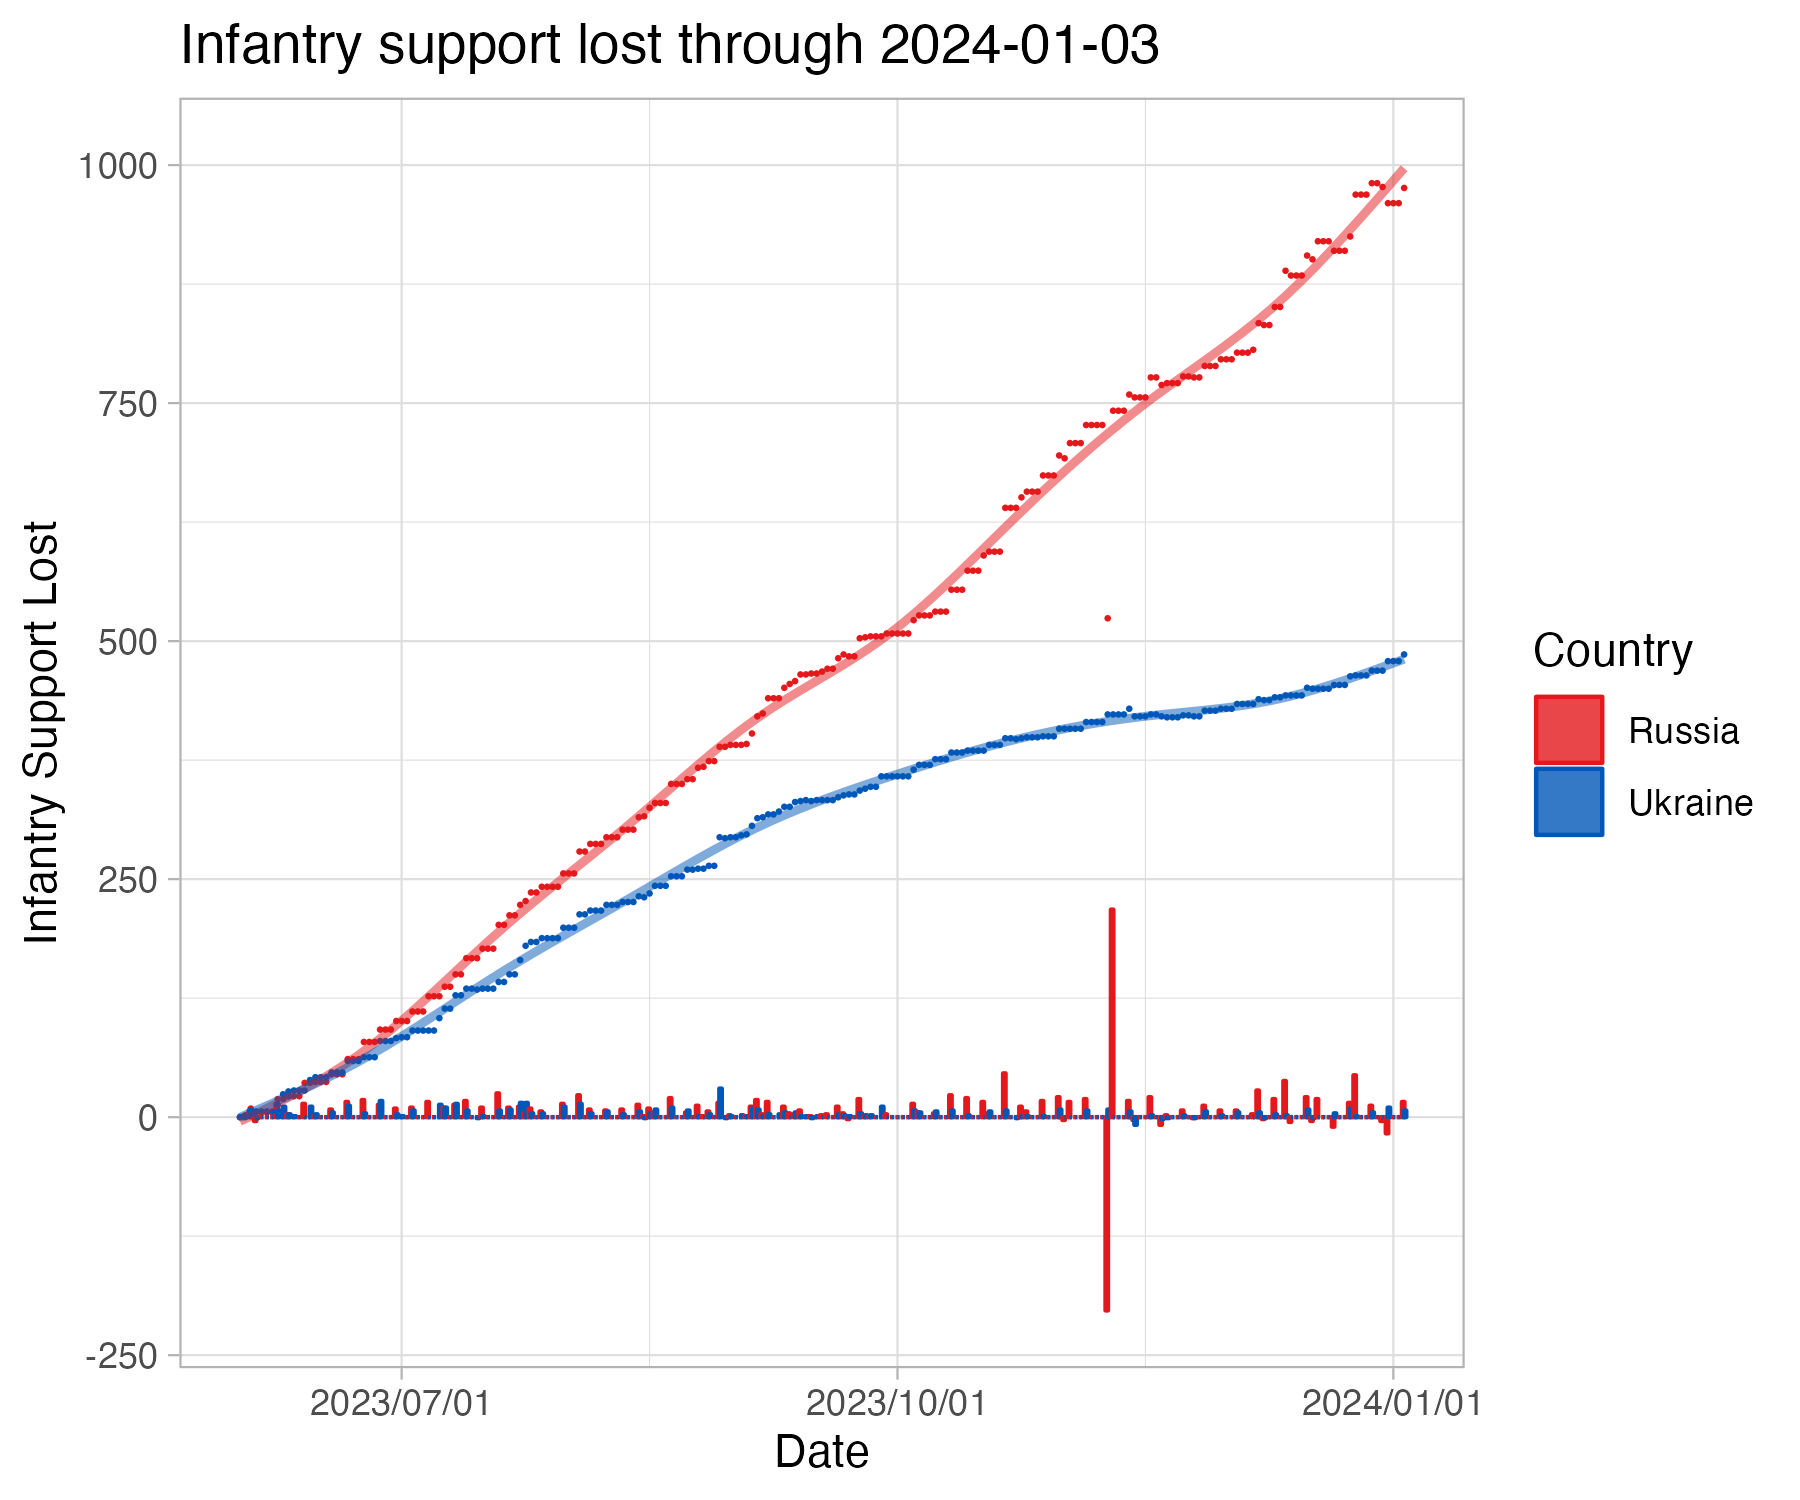 Infantry support lost through 2024-01-03
Infantry Support Lost
1000
750
500
250
0
-250
2023/07/01
2023/10/01
2024/01/01
Date
Country
Russia
Ukraine